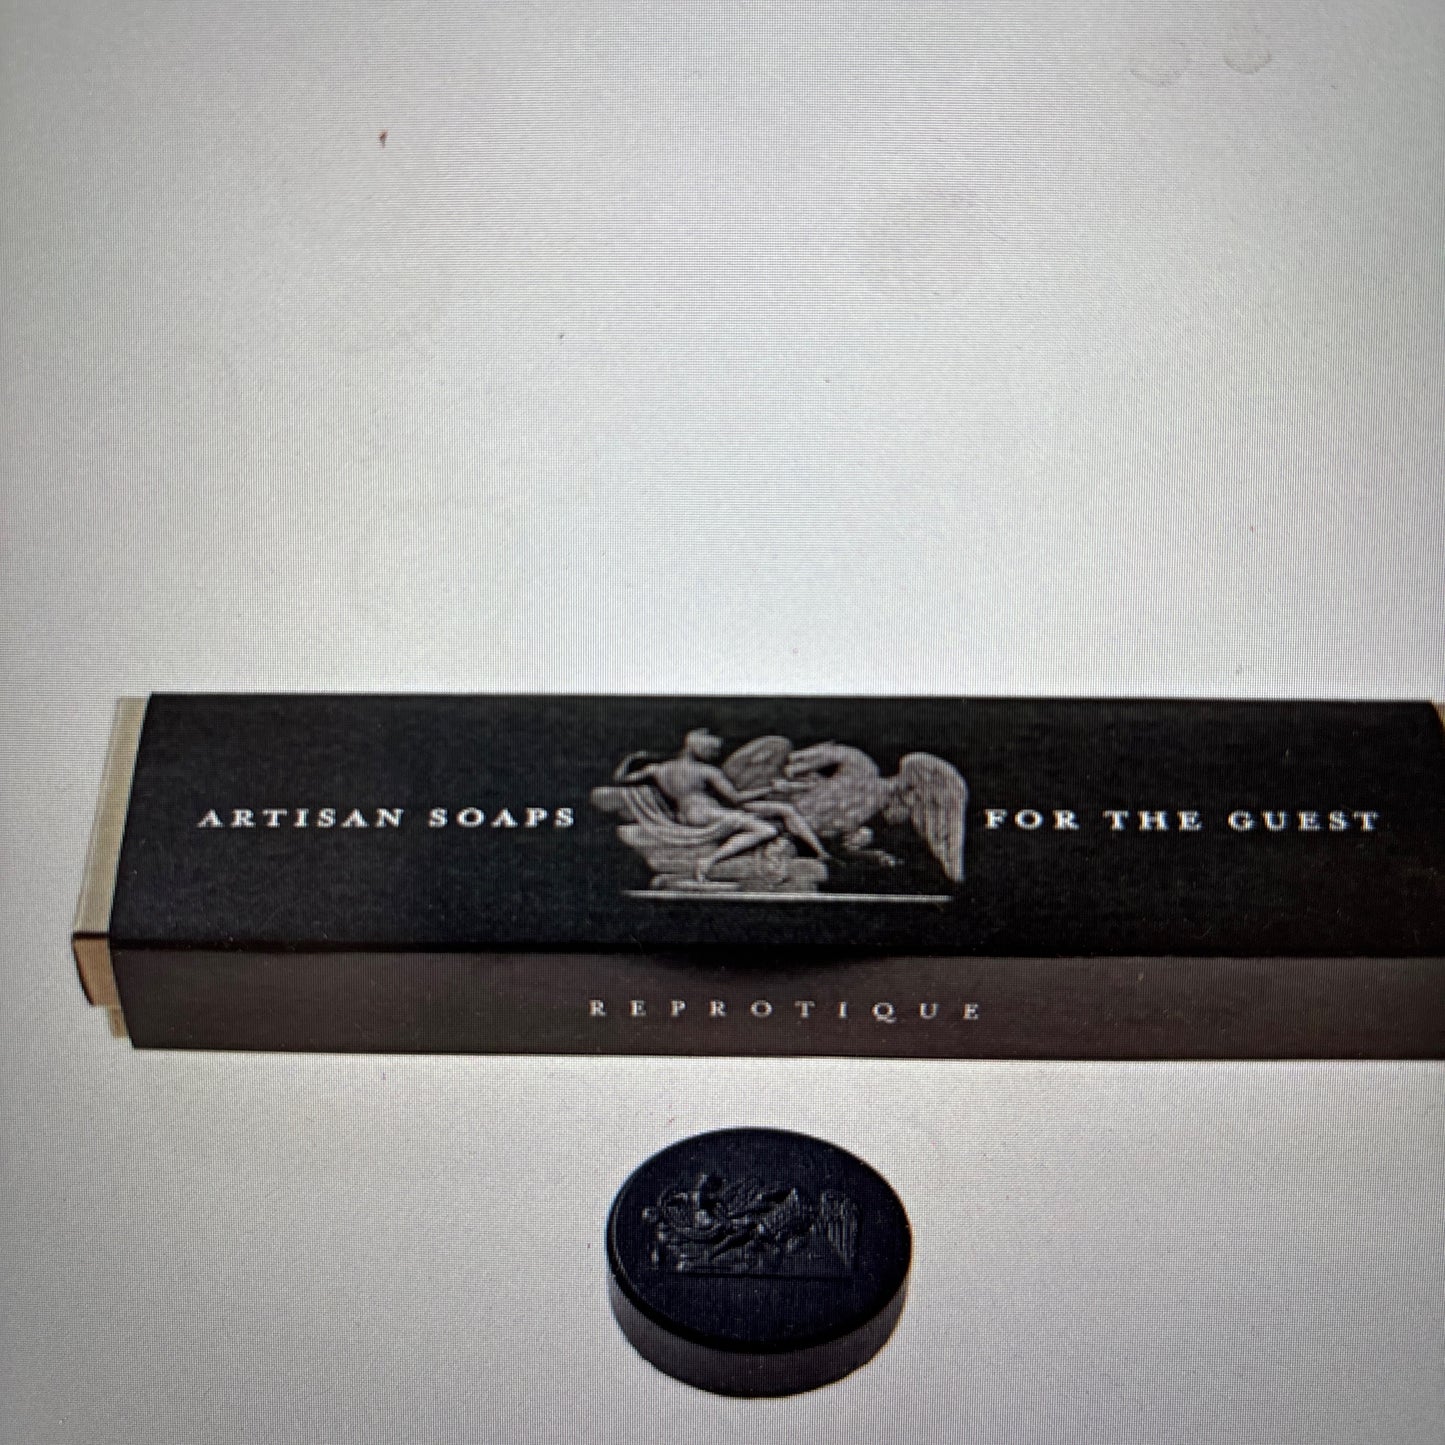 ARTISAN SOAPS FOR THE GUEST
REPROTIQUE